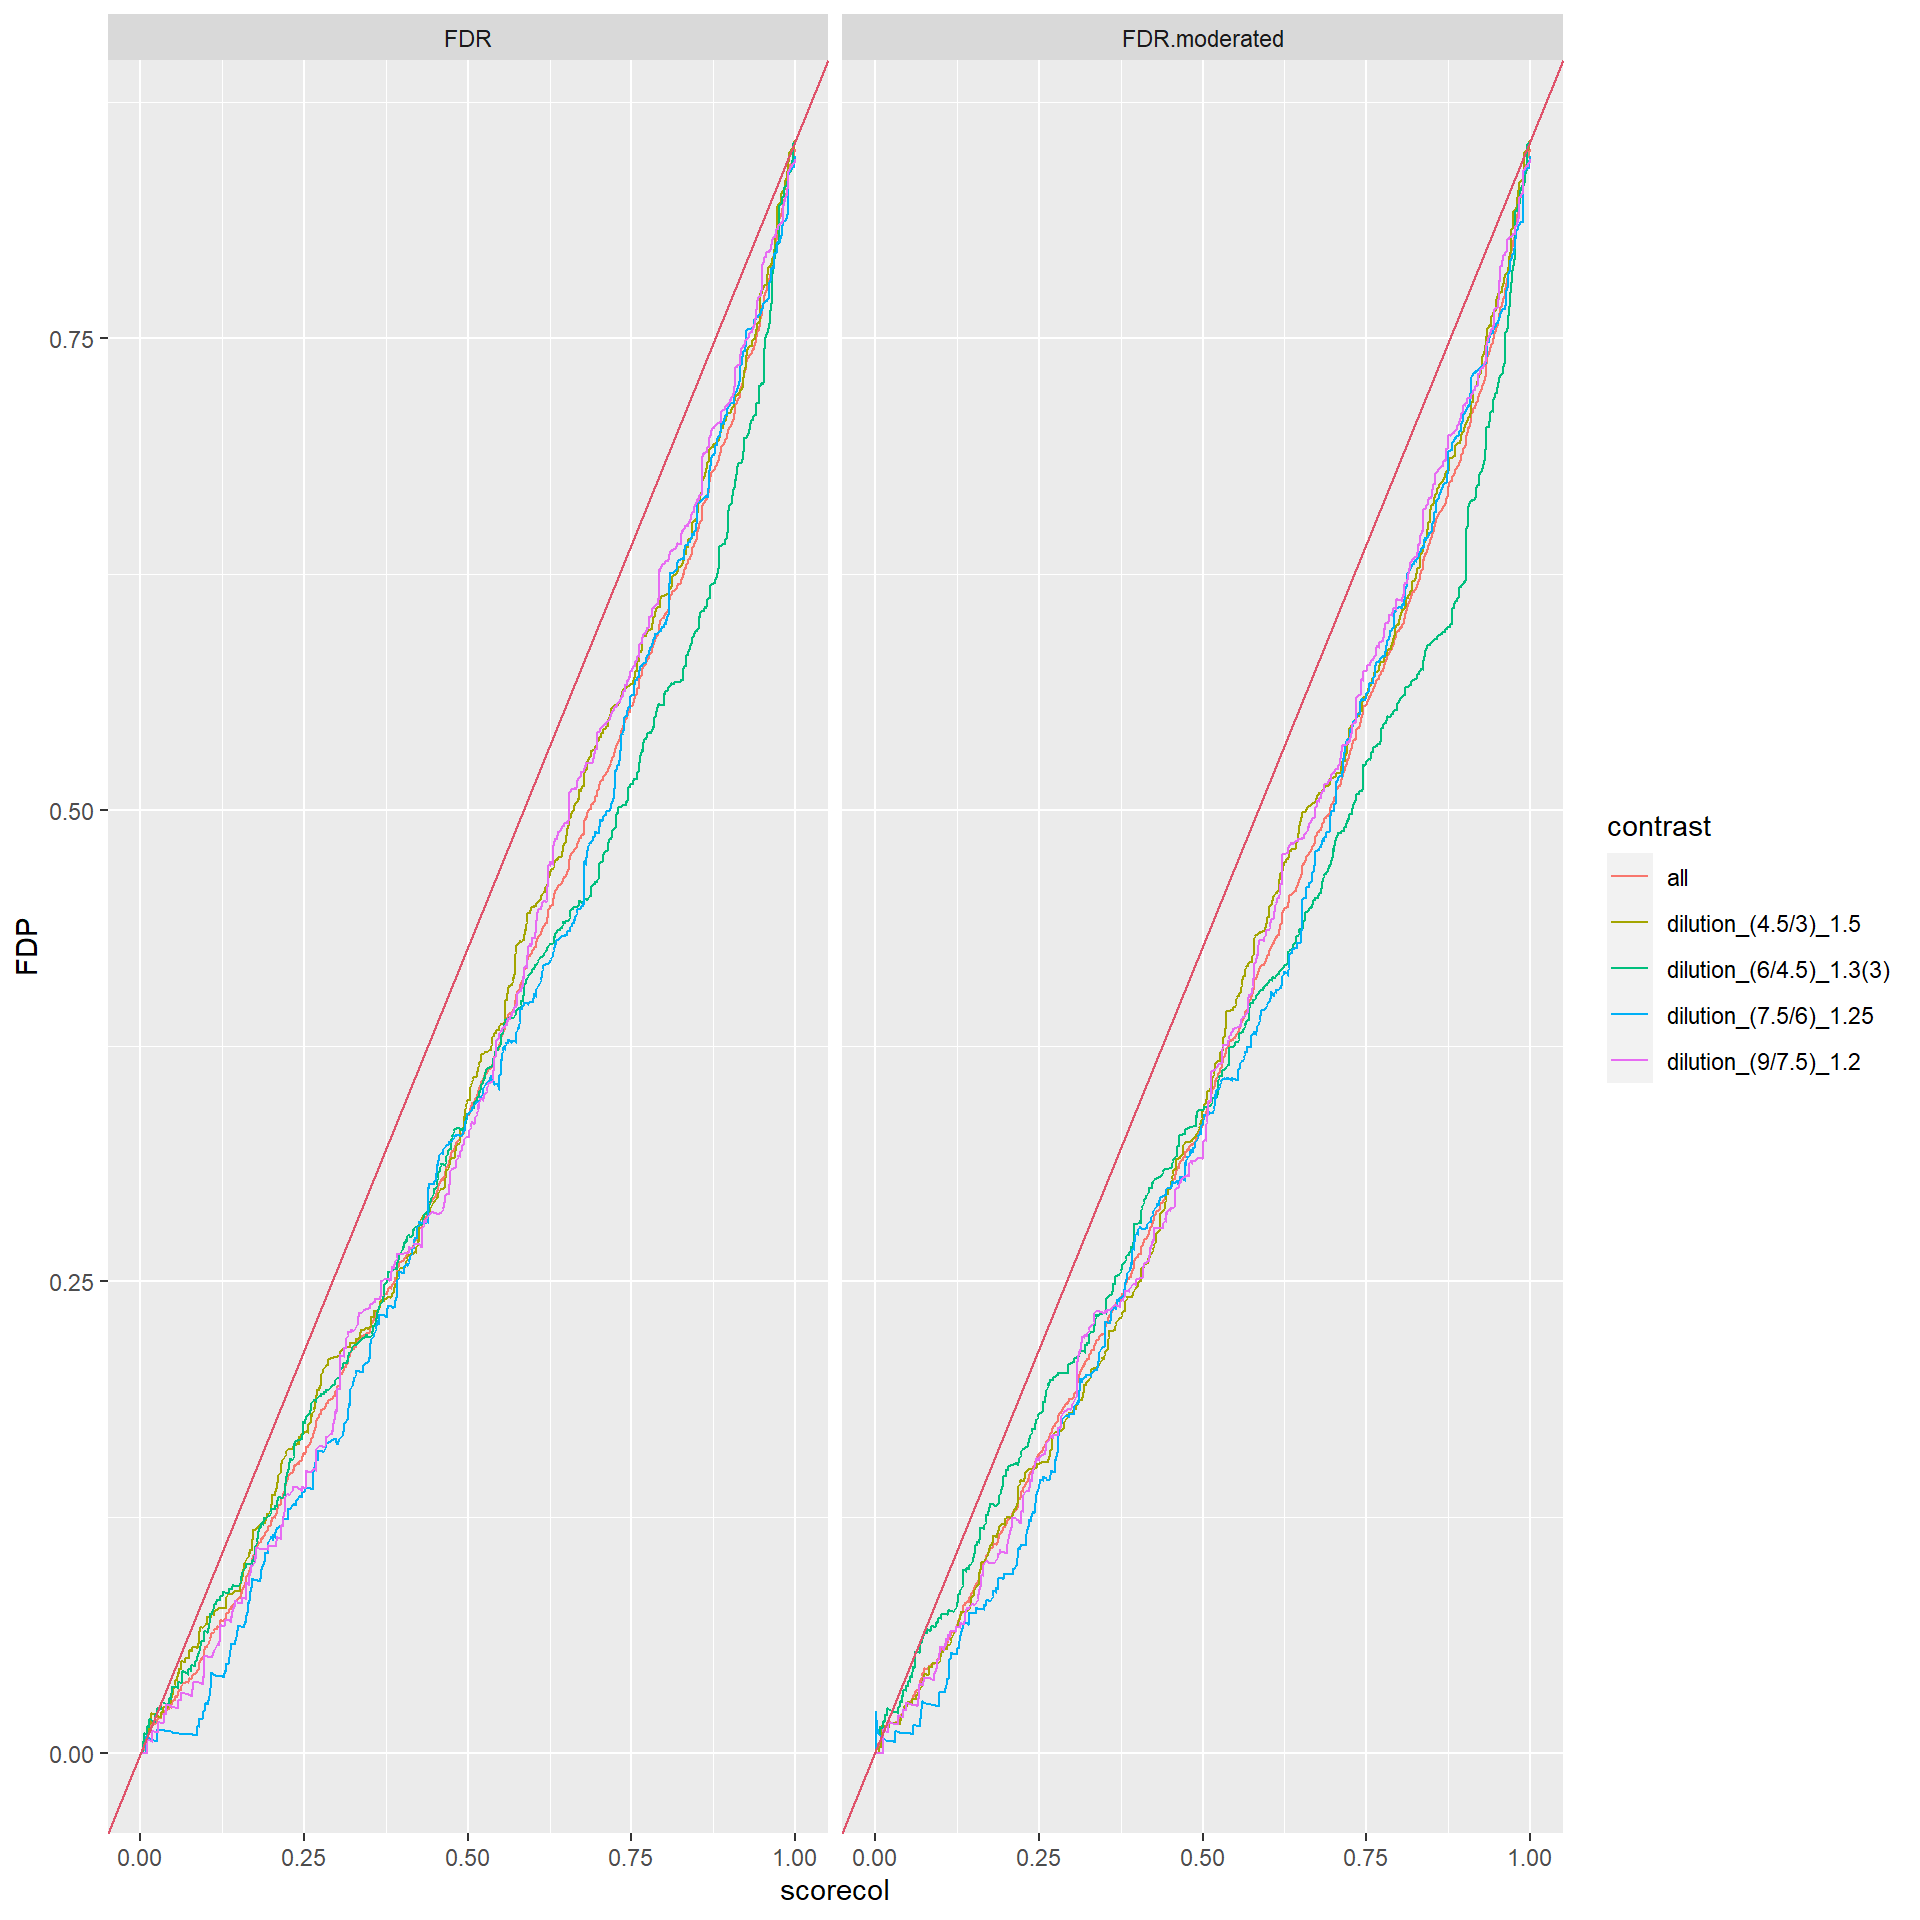 FDR
FDR.moderated
0.75
0.50
0.25
0.00
FDP
0.00 0.25 0.50 0.75 1.00
0.00 0.25 0.50 0.75 1.00
scorecol
contrast
all
dilution_(4.5/3)_1.5
dilution_(6/4.5)_1.3(3)
dilution_(7.5/6)_1.25
dilution_(9/7.5)_1.2